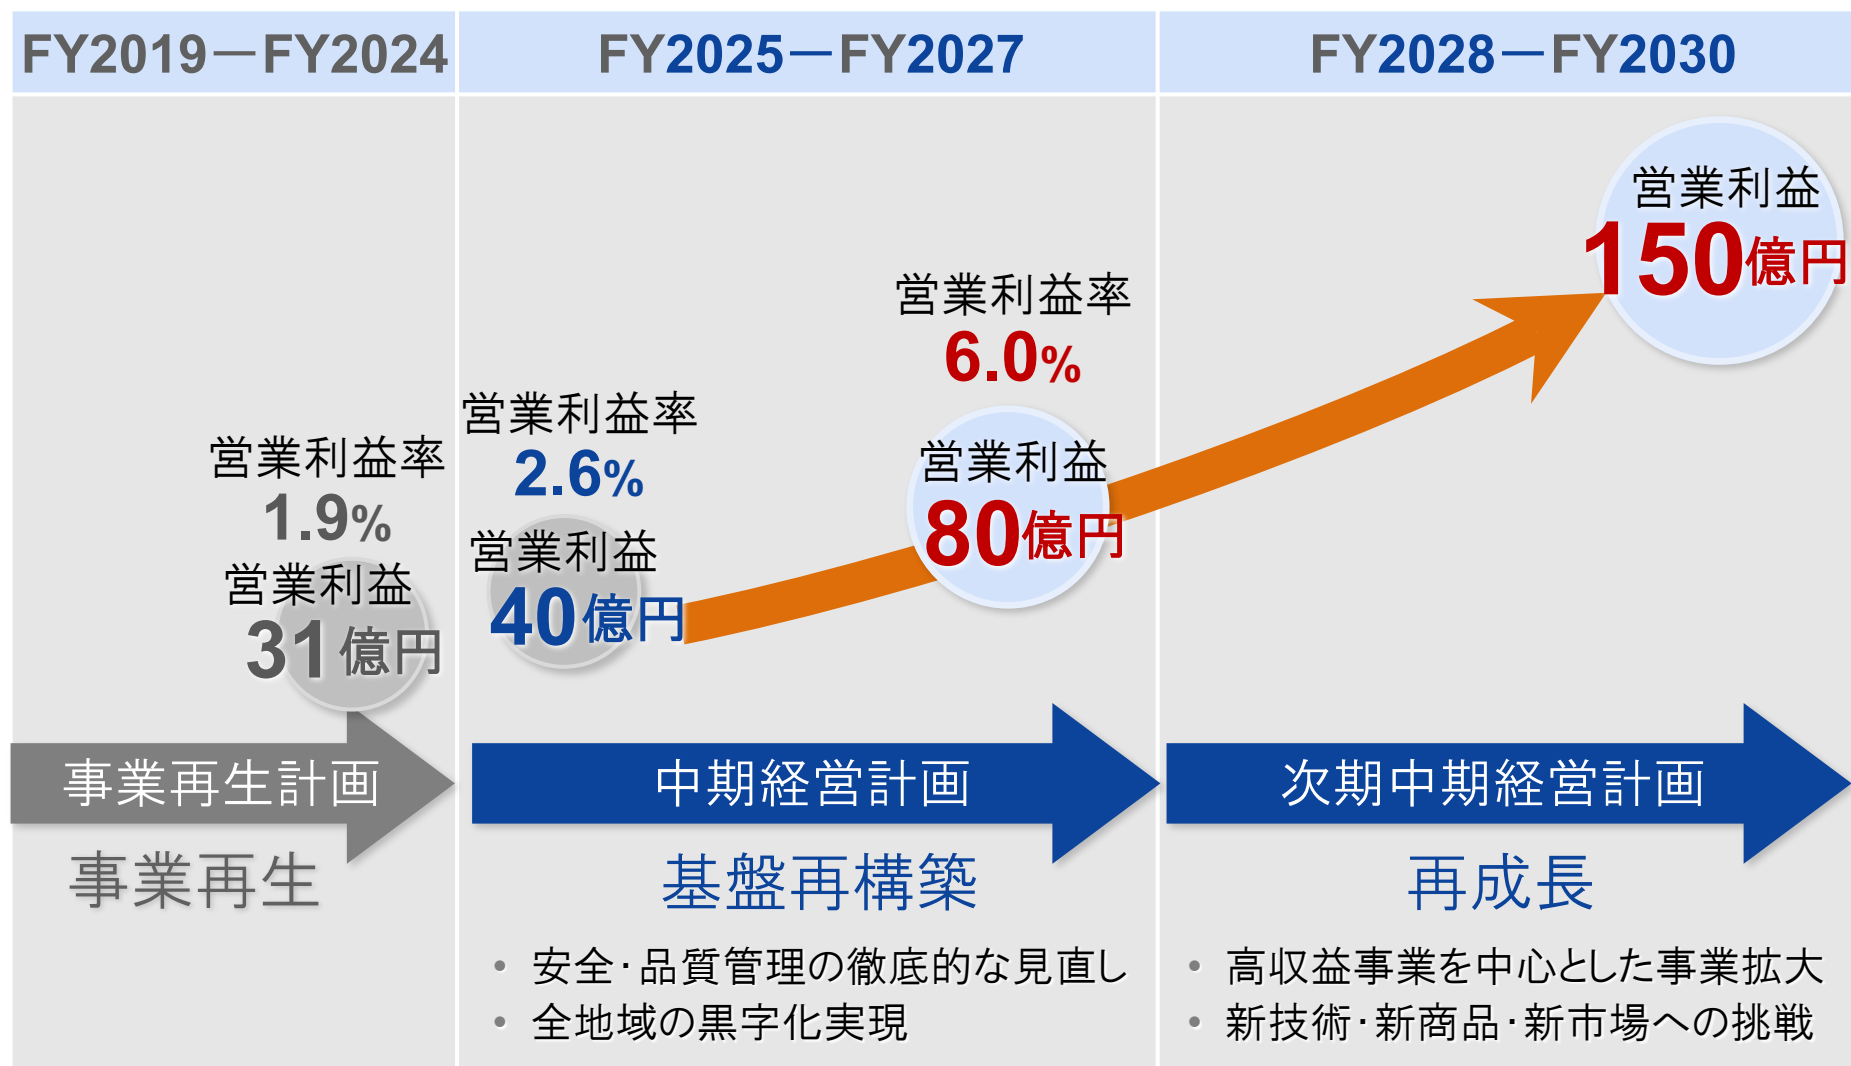 FY2019－FY2024
FY2025－FY2027
FY2028－FY2030
営業利益率
1.9%
営業利益
31億円
営業利益率
2.6%
営業利益
40億円
営業利益率
6.0%
営業利益
80億円
営業利益
150億円
事業再生計画
中期経営計画
次期中期経営計画
事業再生
基盤再構築
再成長
• 安全･品質管理の徹底的な見直し
• 全地域の黒字化実現
• 高収益事業を中心とした事業拡大
• 新技術･新商品･新市場への挑戦